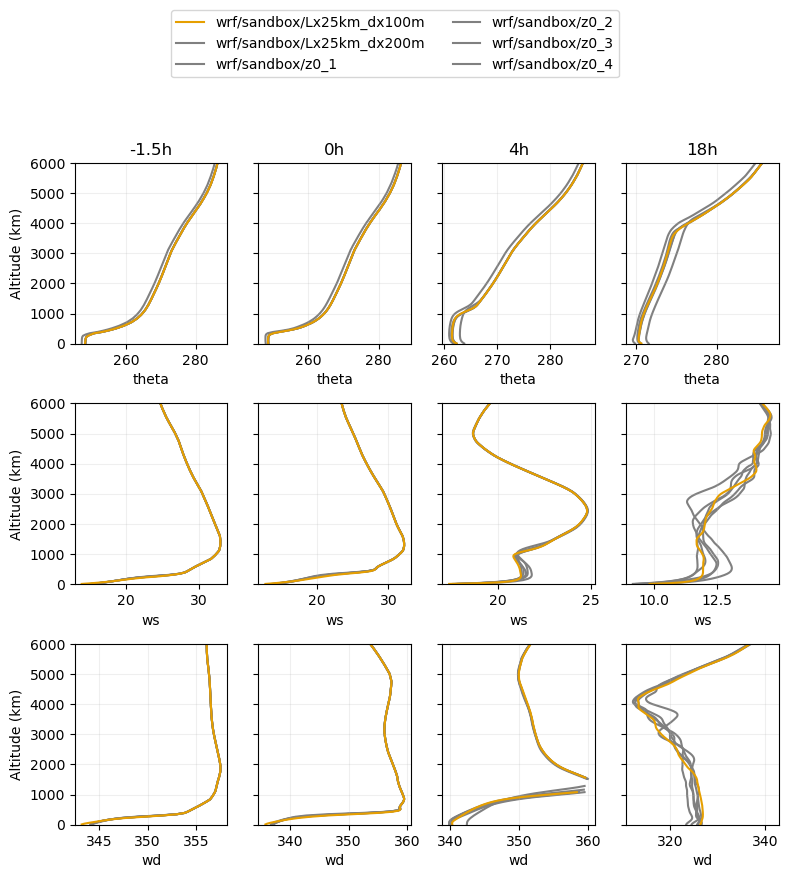 wrf/sandbox/Lx25km_dx100m wrf/sandbox/z0_2
wrf/sandbox/Lx25km_dx200m wrf/sandbox/z0_3
wrf/sandbox/z0_1 wrf/sandbox/z0_4
-1.5h 0h 4h 18h
6000
5000
4000
3000
2000
1000
0
Altitude (km)
260 280 260 280 260 270 280 270 280
theta theta theta theta
6000
5000
4000
3000
2000
1000
0
Altitude (km)
20 30 20 30 20 25 10.0 12.5
ws ws ws ws
6000
5000
4000
3000
2000
1000
0
Altitude (km)
345 350 355 340 350 360 340 350 360 320 340
wd wd wd wd